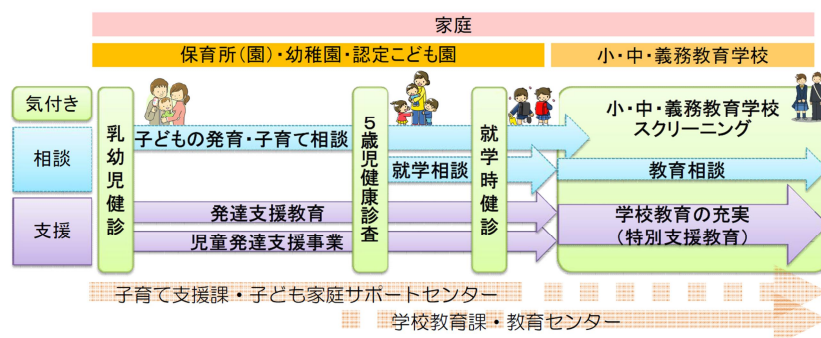 家庭
保育所(園)・幼稚園・認定こども園
小・中・義務教育学校
気付き
相談
支援
乳幼児健診
子どもの発育・子育て相談
5歳児健康診査
就学相談
就学時健診
小・中・義務教育学校
スクリーニング
教育相談
発達支援教育
児童発達支援事業
学校教育の充実
(特別支援教育)
子育て支援課・子ども家庭サポートセンター
学校教育課・教育センター